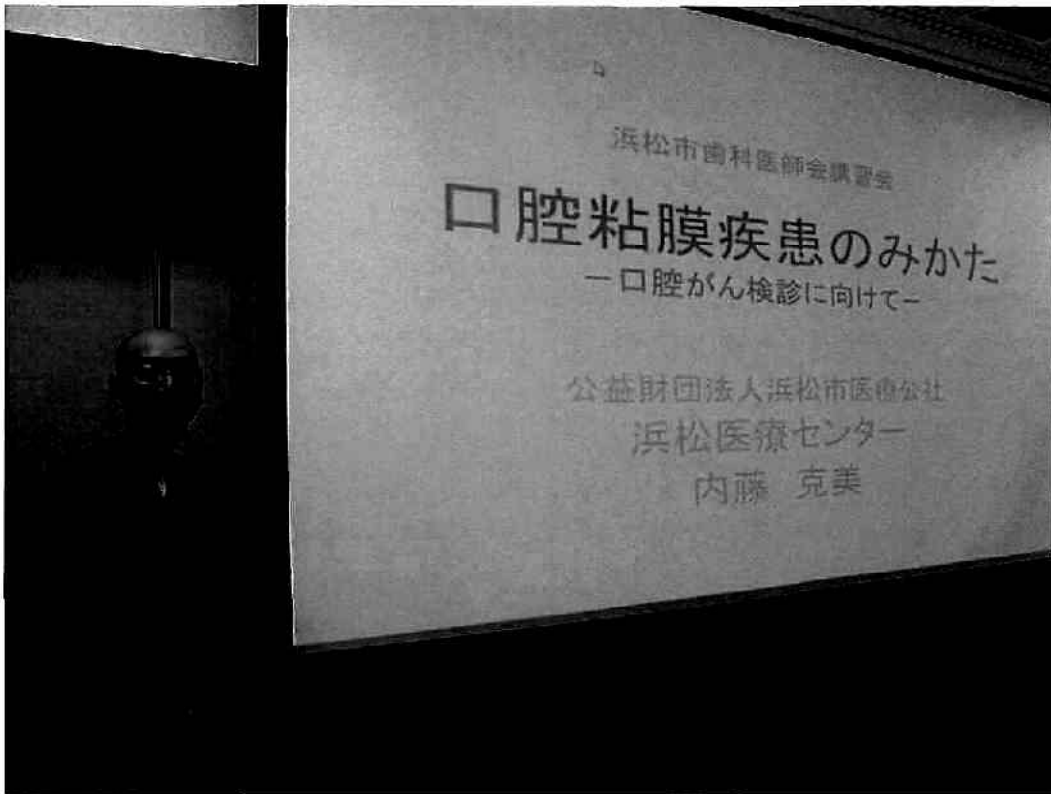 浜松市歯科医師会講習会
口腔粘膜疾患のみかた
－口腔がん検診に向けて－
公益財団法人浜松市医療公社
浜松医療センター
内藤 克美